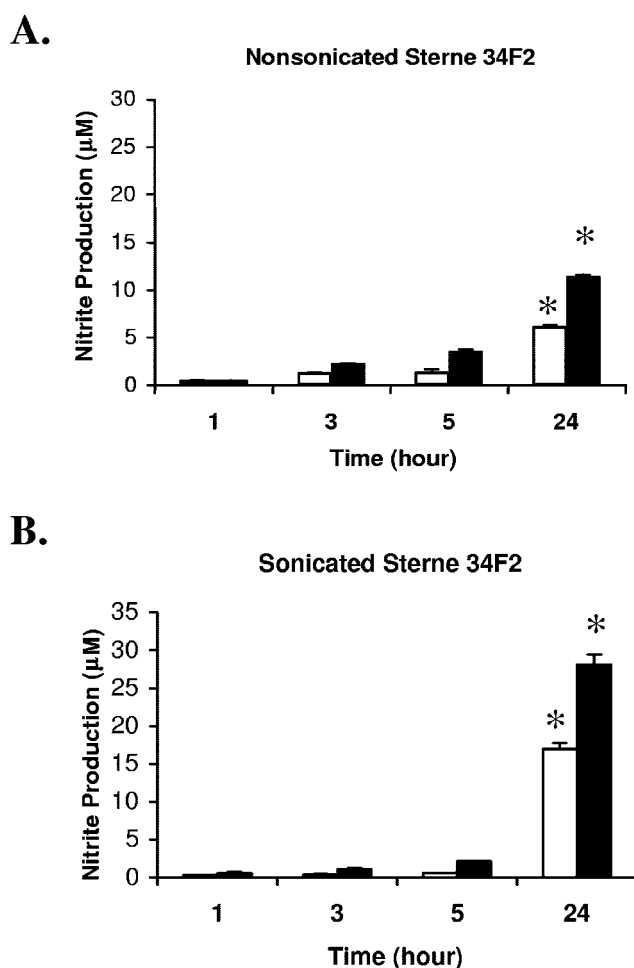 A.
Nonsonicated Sterne 34F2
Nitrite Production (µM)
30
25
20
15
10
5
0
*
*
1 3 5 24
Time (hour)
B.
Sonicated Sterne 34F2
Nitrite Production (µM)
35
30
25
20
15
10
5
0
*
*
1 3 5 24
Time (hour)